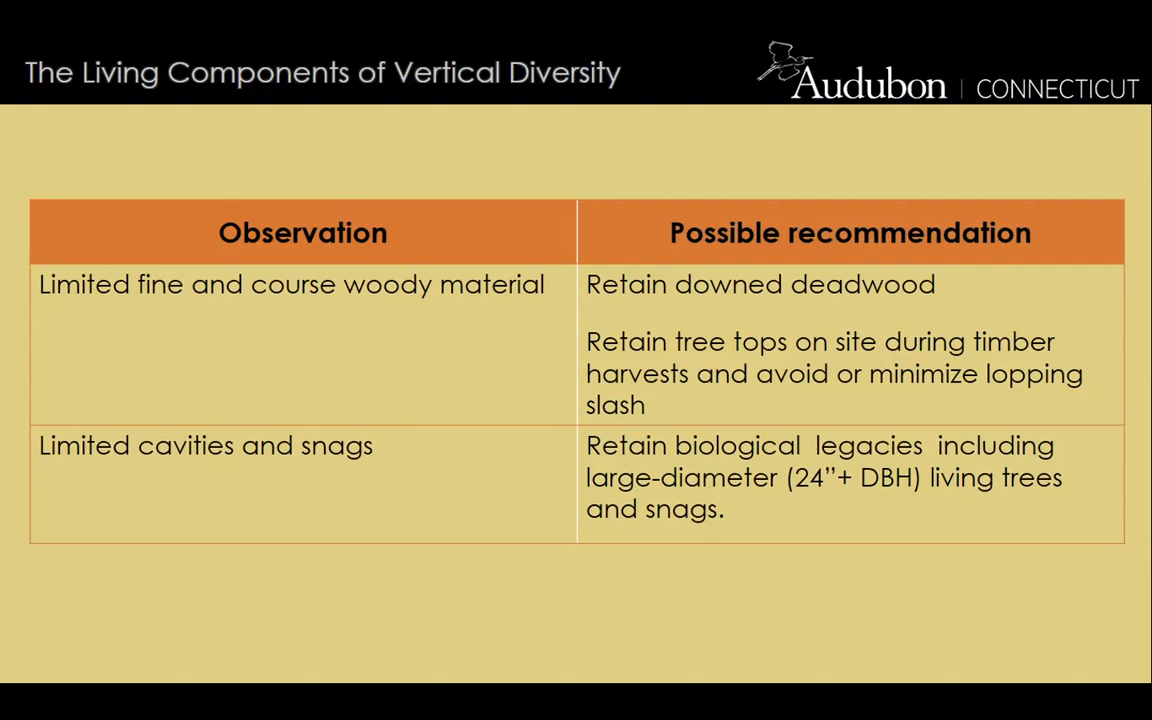 The Living Components of Vertical Diversity
Audubon | CONNECTICUT
Observation
Possible recommendation
Limited fine and course woody material
Retain downed deadwood
Retain tree tops on site during timber
harvests and avoid or minimize lopping
slash
Limited cavities and snags
Retain biological legacies including
large-diameter (24”+ DBH) living trees
and snags.